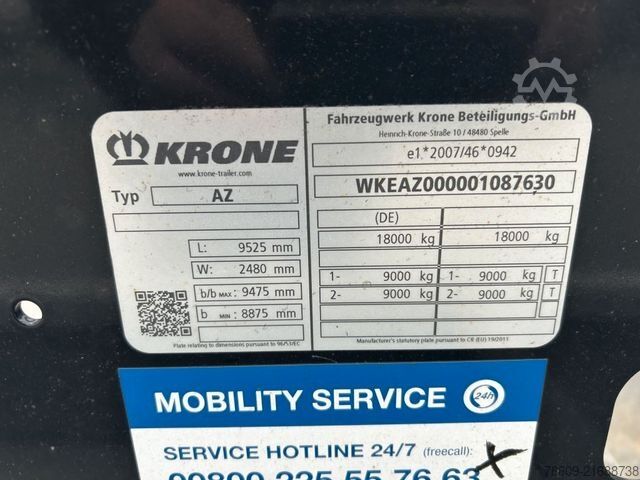 KRONE
www.krone-trailer.com
Typ AZ
L: 9525 mm
W: 2480 mm
b/b MAX: 9475 mm
b MIN: 8875 mm
Plate relating to dimensions pursuant to 96/53/EC
Fahrzeugwerk Krone Beteiligungs-GmbH
Heinrich-Krone-Straße 10 / 48480 Spelle
e1*2007/46*0942
WKEAZ000001087630
(DE)
18000 kg 18000 kg
1- 9000 kg 1- 9000 kg T
2- 9000 kg 2- 9000 kg T
Manufacturer's statutory plate pursuant to CR (EU) 19/2011
MOBILITY SERVICE 24h
SERVICE HOTLINE 24/7 (freecall):
00800 225 55 76 63